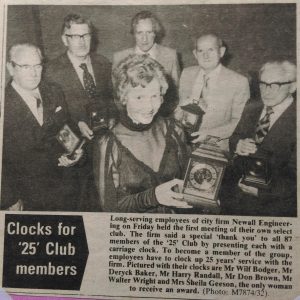 Clocks for
'25' Club
members
Long-serving employees of city firm Newall Engineer-
ing on Friday held the first meeting of their own select
club. The firm said a special 'thank you' to all 87
members of the '25' Club by presenting each with a
carriage clock. To become a member of the group,
employees have to clock up 25 years' service with the
firm. Pictured with their clocks are Mr Wilf Bodger, Mr
Deryck Baker, Mr Harry Randall, Mr Don Brown, Mr
Walter Wright and Mrs Sheila Geeson, the only woman
to receive an award. (Photo: M7874/32).